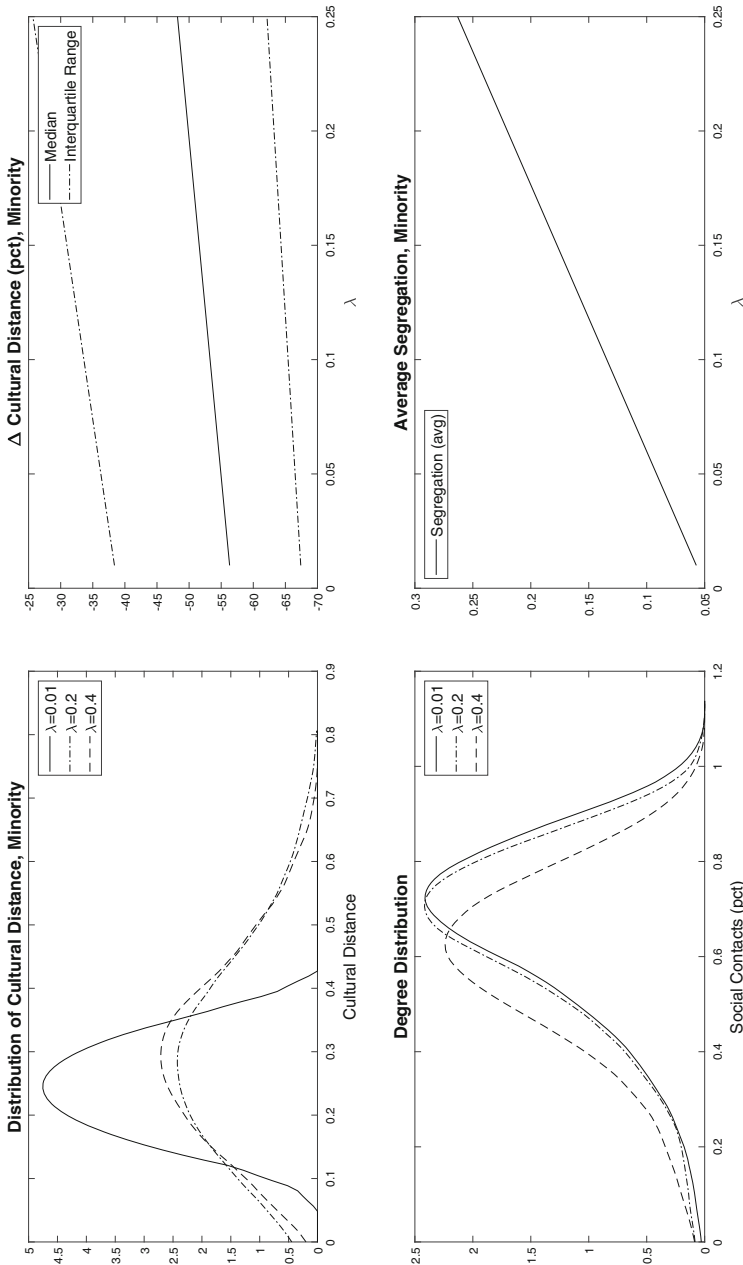 Distribution of Cultural Distance, Minority
5
4.5
4
3.5
3
2.5
2
1.5
1
0.5
0
λ=0.01
λ=0.2
λ=0.4
0 0.1 0.2 0.3 0.4 0.5 0.6 0.7 0.8 0.9
Cultural Distance
Δ Cultural Distance (pct), Minority
-25
-30
-35
-40
-45
-50
-55
-60
-65
-70
Median
Interquartile Range
0 0.05 0.1 0.15 0.2 0.25
λ
Degree Distribution
2.5
2
1.5
1
0.5
0
λ=0.01
λ=0.2
λ=0.4
0 0.2 0.4 0.6 0.8 1 1.2
Social Contacts (pct)
Average Segregation, Minority
0.3
0.25
0.2
0.15
0.1
0.05
Segregation (avg)
0 0.05 0.1 0.15 0.2 0.25
λ